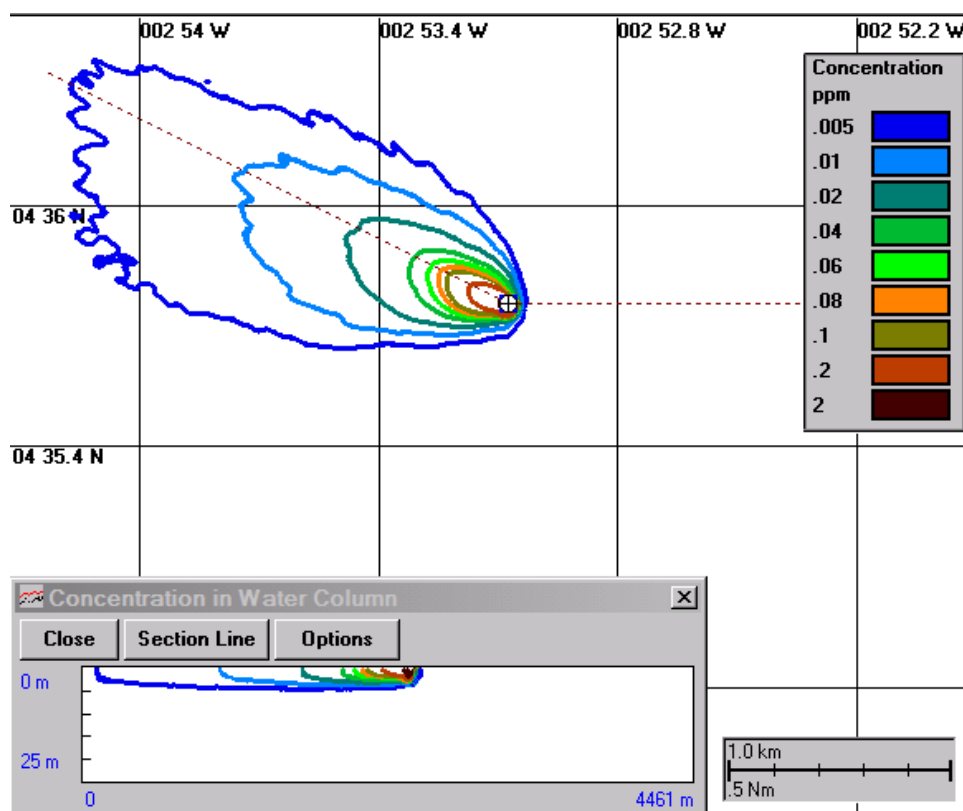 002 54 W
002 53.4 W
002 52.8 W
002 52.2 W
Concentration
ppm
.005
.01
.02
.04
.06
.08
.1
.2
2
04 36 N
04 35.4 N
Concentration in Water Column
Close
Section Line
Options
0 m
25 m
0
4461 m
1.0 km
.5 Nm